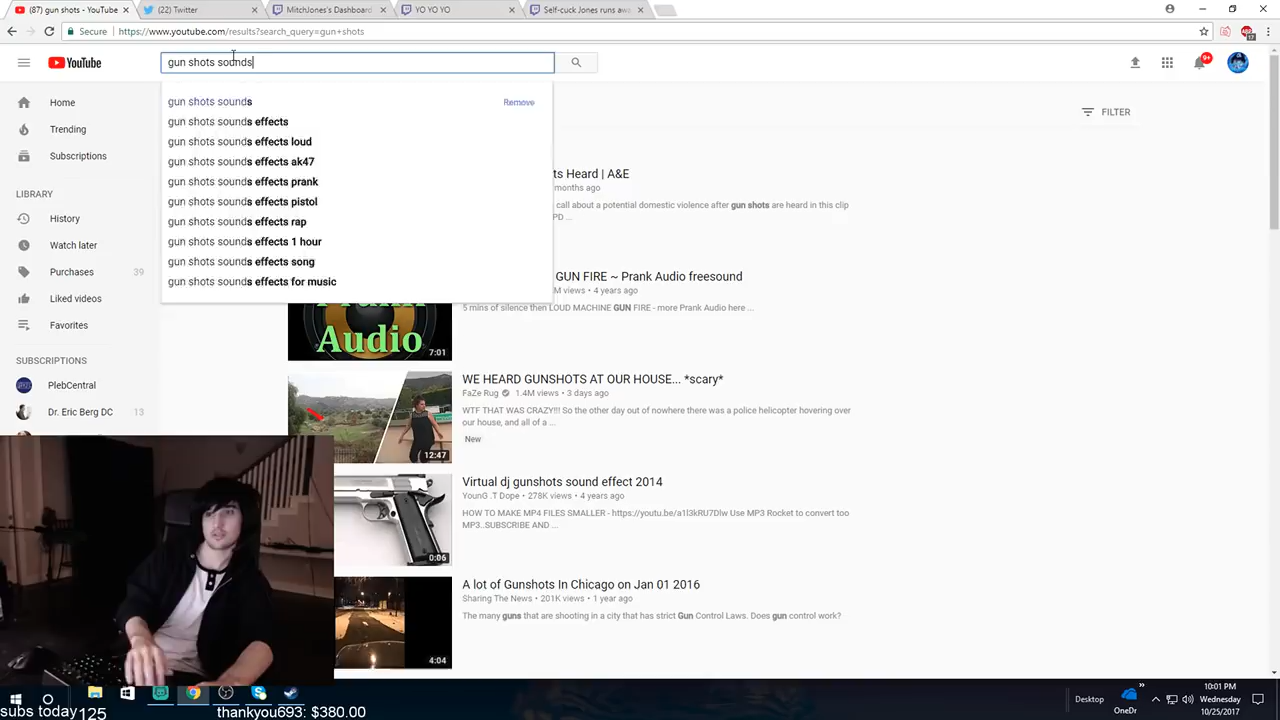 (87) gun shots - YouTube
(22) Twitter
MitchJones's Dashboard
YO YO YO
Self-cuck Jones runs aw
Secure
https://www.youtube.com/results?search_query=gun+shots
YouTube
gun shots sounds
9+
gun shots sounds
Remove
gun shots sounds effects
gun shots sounds effects loud
gun shots sounds effects ak47
gun shots sounds effects prank
gun shots sounds effects pistol
gun shots sounds effects rap
gun shots sounds effects 1 hour
gun shots sounds effects song
gun shots sounds effects for music
FILTER
Home
Trending
Subscriptions
LIBRARY
History
Watch later
Purchases 39
Liked videos
Favorites
SUBSCRIPTIONS
PlebCentral
Dr. Eric Berg DC 13
ts Heard | A&E
months ago
call about a potential domestic violence after gun shots are heard in this clip
PD ...
GUN FIRE ~ Prank Audio freesound
M views • 4 years ago
5 mins of silence then LOUD MACHINE GUN FIRE - more Prank Audio here ...
Audio
7:01
WE HEARD GUNSHOTS AT OUR HOUSE... *scary*
FaZe Rug 1.4M views • 3 days ago
WTF THAT WAS CRAZY!!! So the other day out of nowhere there was a police helicopter hovering over
our house, and all of a ...
New
12:47
Virtual dj gunshots sound effect 2014
YounG .T Dope • 278K views • 4 years ago
HOW TO MAKE MP4 FILES SMALLER - https://youtu.be/a1l3kRU7Dlw Use MP3 Rocket to convert too
MP3..SUBSCRIBE AND ...
0:06
A lot of Gunshots In Chicago on Jan 01 2016
Sharing The News • 201K views • 1 year ago
The many guns that are shooting in a city that has strict Gun Control Laws. Does gun control work?
4:04
subs today 125
thankyou693: $380.00
Desktop
OneDr
10:01 PM
Wednesday
10/25/2017